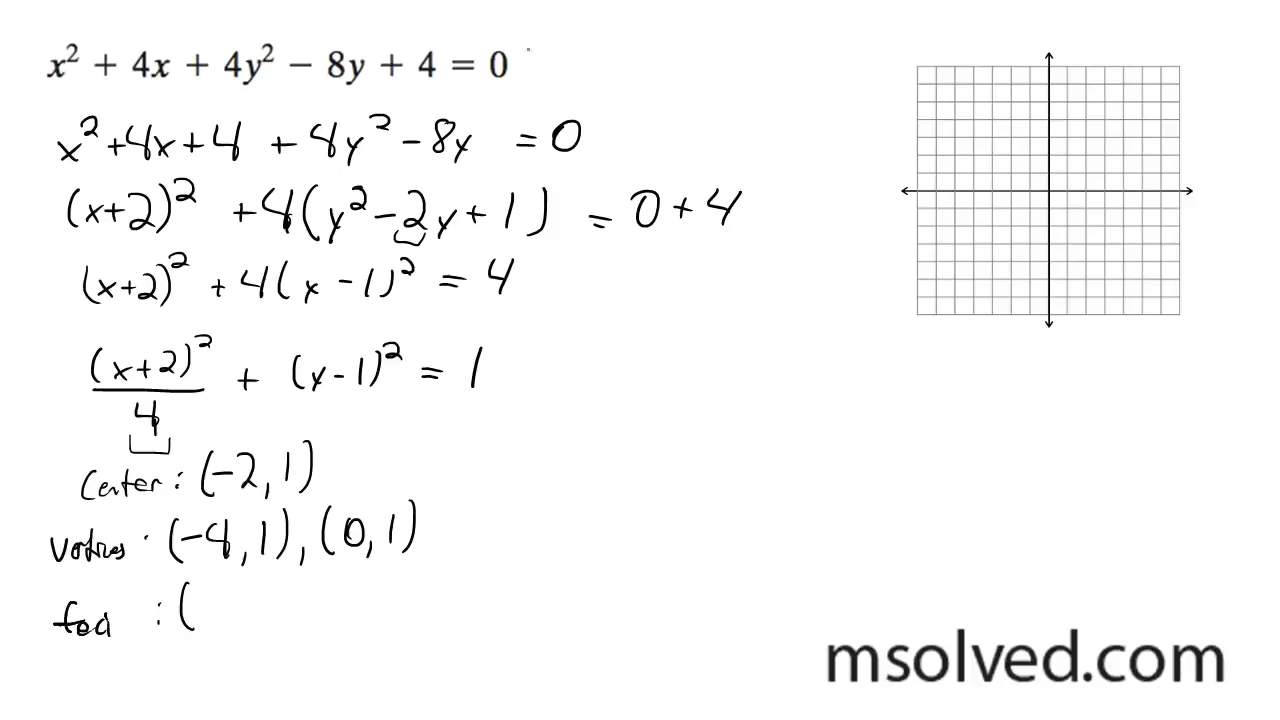 x² + 4x + 4y² − 8y + 4 = 0
x² + 4x + 4 + 4y² − 8y = 0
(x+2)² + 4(y² − 2y + 1) = 0 + 4
(x+2)² + 4(y − 1)² = 4
(x+2)²/4 + (y − 1)² = 1
Center: (−2, 1)
(−4, 1), (0, 1)
foci : (
msolved.com